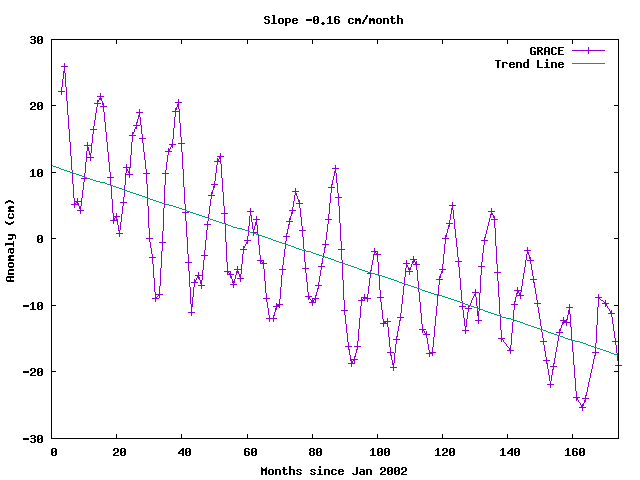 Slope -0.16 cm/month
GRACE
Trend Line
30
20
10
0
-10
-20
-30
Anomaly (cm)
0 20 40 60 80 100 120 140 160
Months since Jan 2002